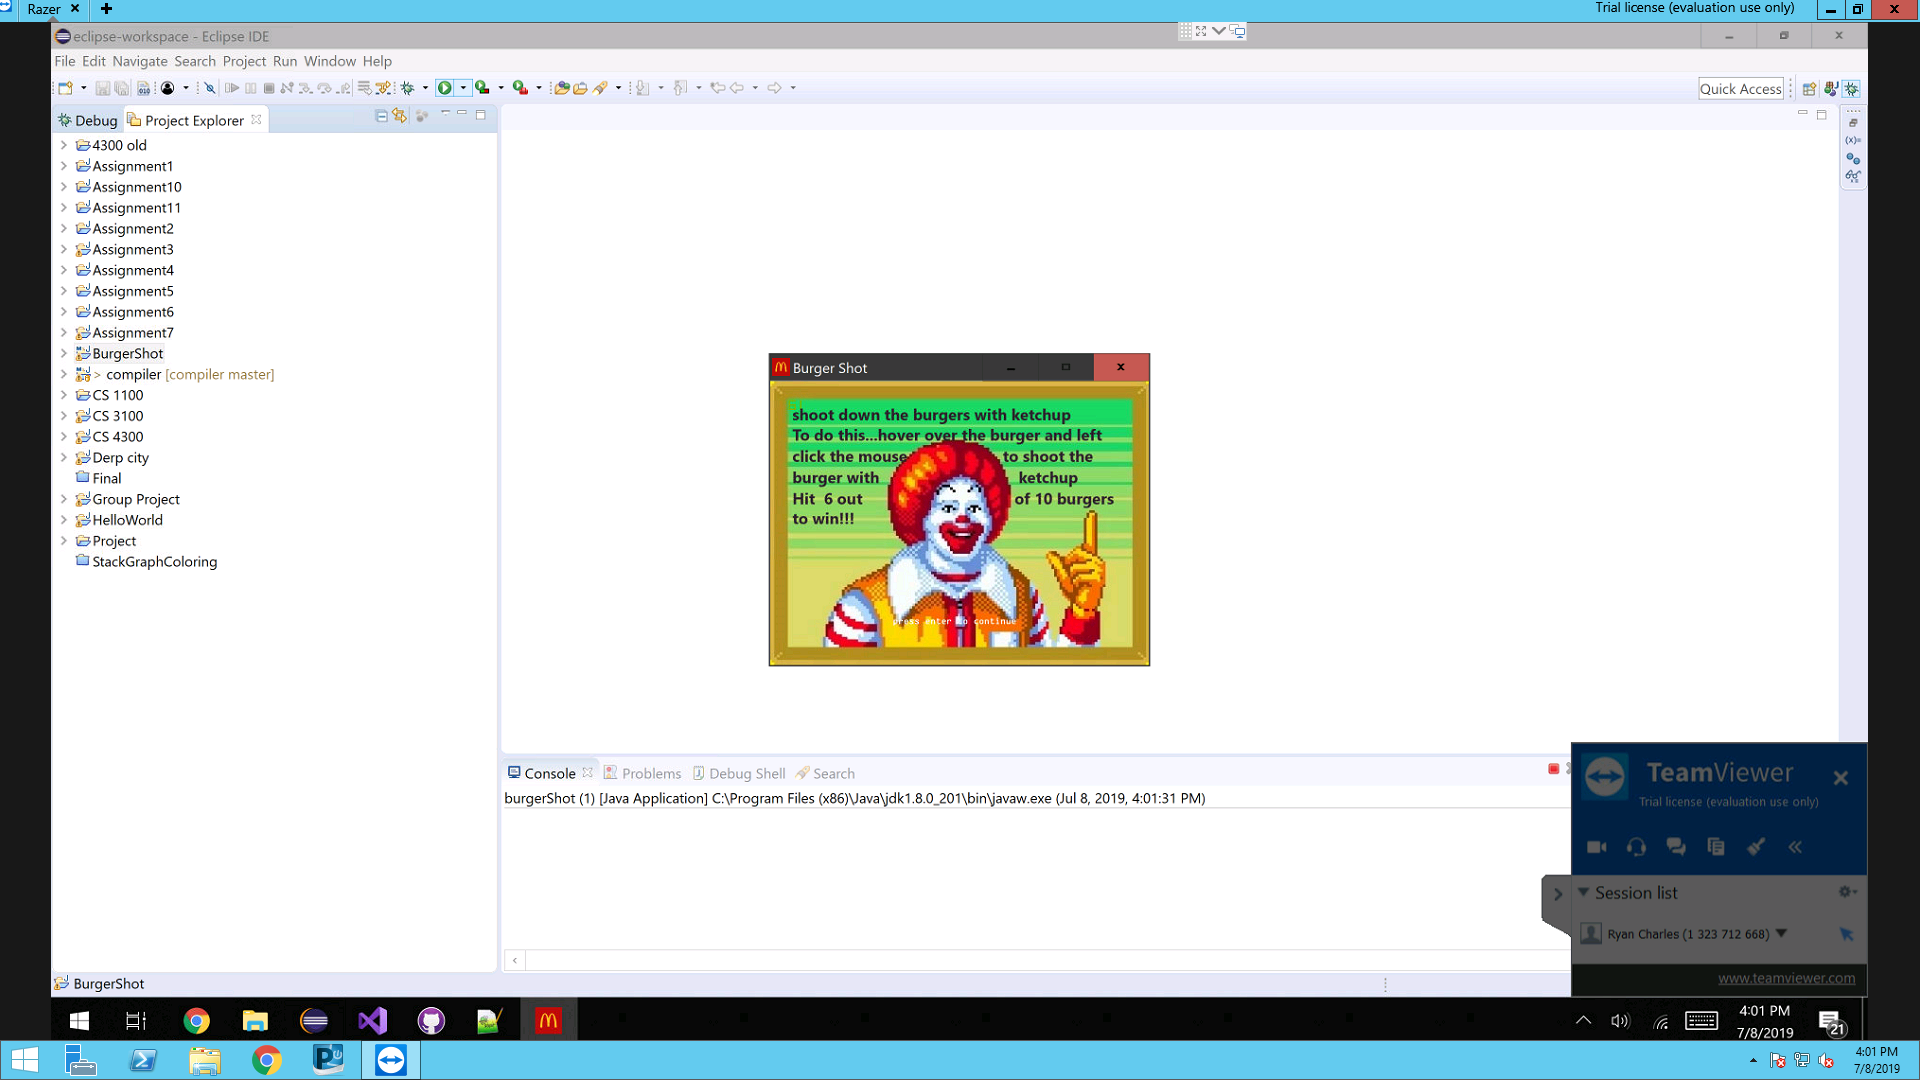 Razer
Trial license (evaluation use only)
eclipse-workspace - Eclipse IDE
File Edit Navigate Search Project Run Window Help
Quick Access
Debug
Project Explorer
4300 old
Assignment1
Assignment10
Assignment11
Assignment2
Assignment3
Assignment4
Assignment5
Assignment6
Assignment7
BurgerShot
> compiler [compiler master]
CS 1100
CS 3100
CS 4300
Derp city
Final
Group Project
HelloWorld
Project
StackGraphColoring
Burger Shot
shoot down the burgers with ketchup
To do this...hover over the burger and left
click the mouse to shoot the
burger with ketchup
Hit 6 out of 10 burgers
to win!!!
press enter to continue
Console
Problems
Debug Shell
Search
burgerShot (1) [Java Application] C:\Program Files (x86)\Java\jdk1.8.0_201\bin\javaw.exe (Jul 8, 2019, 4:01:31 PM)
TeamViewer
Trial license (evaluation use only)
Session list
Ryan Charles (1 323 712 668)
www.teamviewer.com
BurgerShot
4:01 PM
7/8/2019
21
4:01 PM
7/8/2019